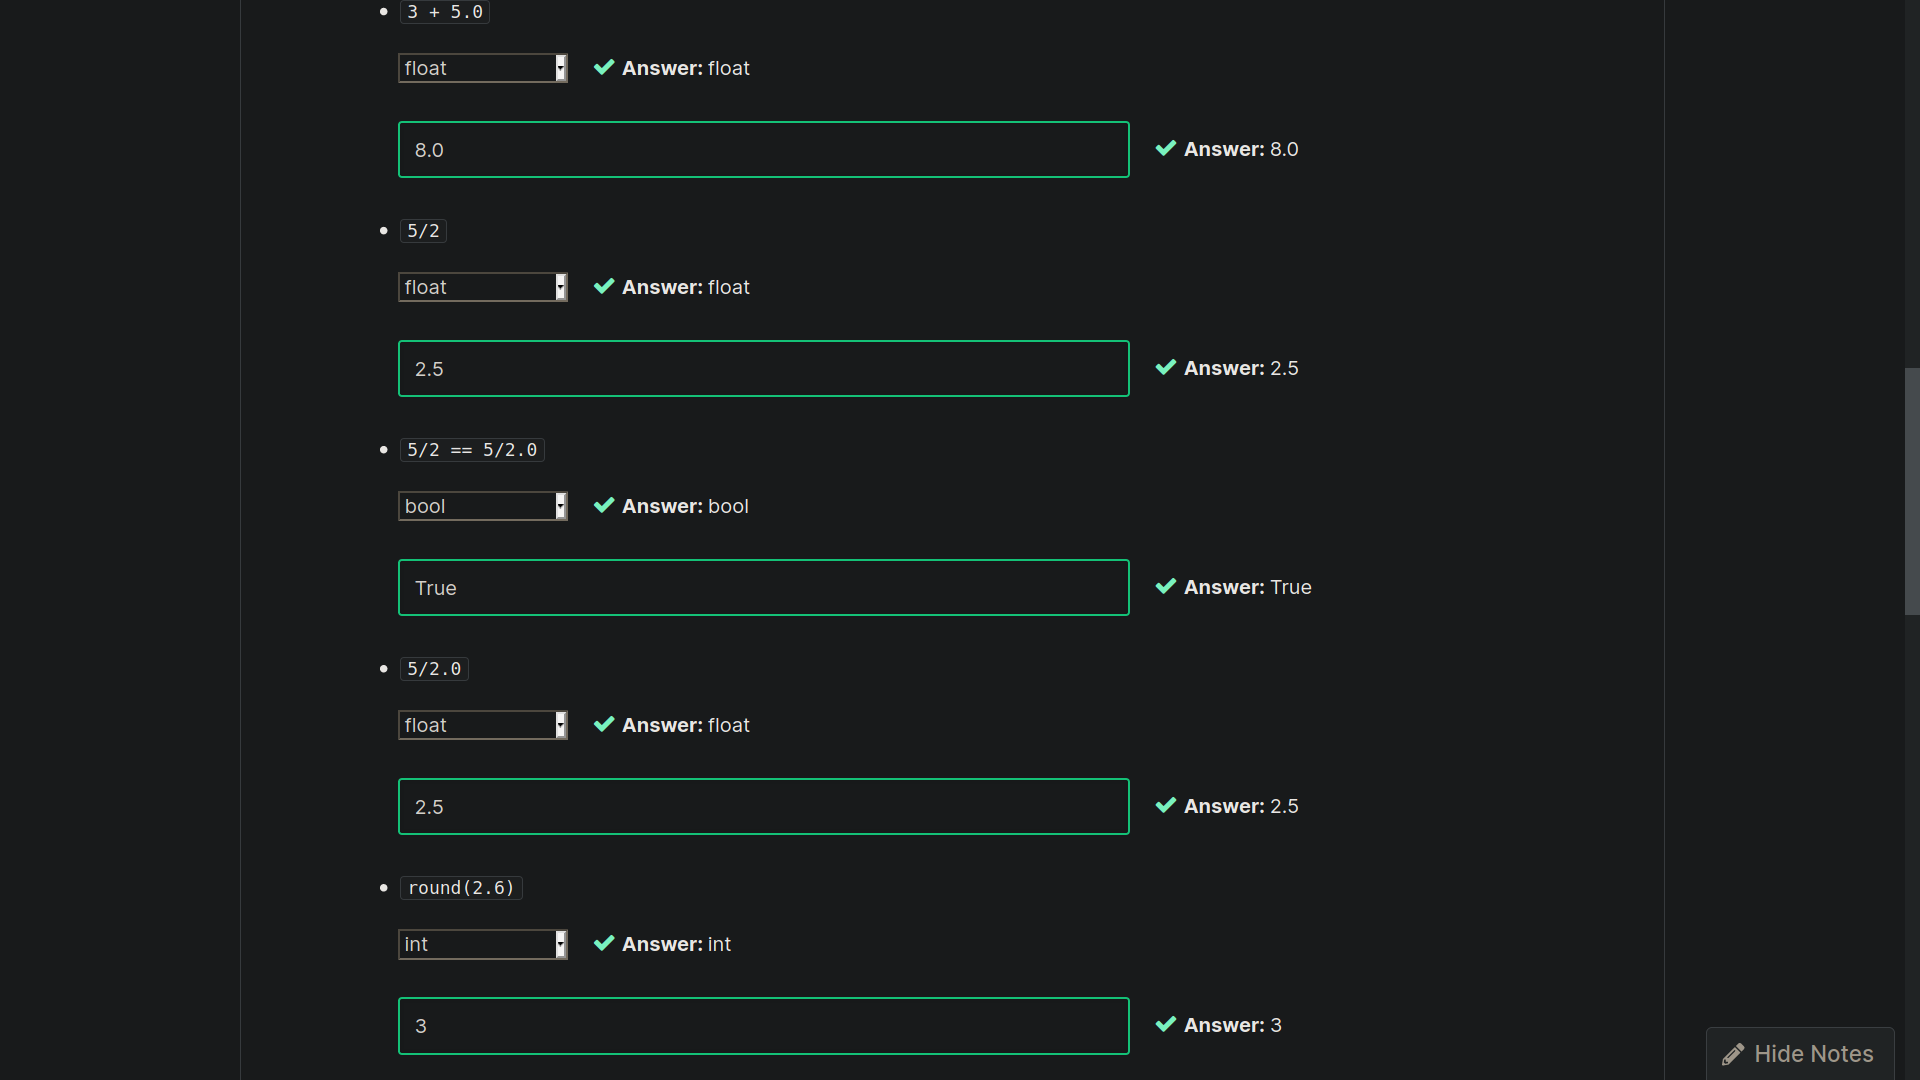 3 + 5.0
float Answer: float
8.0 Answer: 8.0
5/2
float Answer: float
2.5 Answer: 2.5
5/2 == 5/2.0
bool Answer: bool
True Answer: True
5/2.0
float Answer: float
2.5 Answer: 2.5
round(2.6)
int Answer: int
3 Answer: 3
Hide Notes